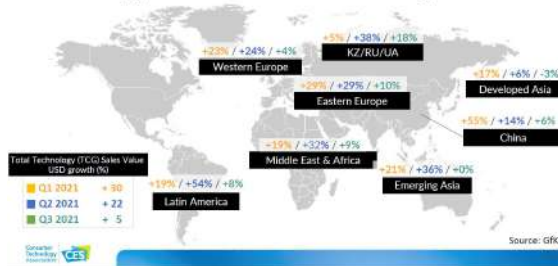 +5% / +38% / +18%
KZ/RU/UA
+23% / +24% / +4%
Western Europe
+17% / +6% / -3%
Developed Asia
+29% / +29% / +10%
Eastern Europe
+55% / +14% / +6%
China
+19% / +32% / +9%
Middle East & Africa
+21% / +36% / +0%
Emerging Asia
+19% / +54% / +8%
Latin America
Total Technology (TCG) Sales Value
USD growth (%)
Q1 2021 + 30
Q2 2021 + 22
Q3 2021 + 5
Source: GfK
Consumer
Technology
Association
CES